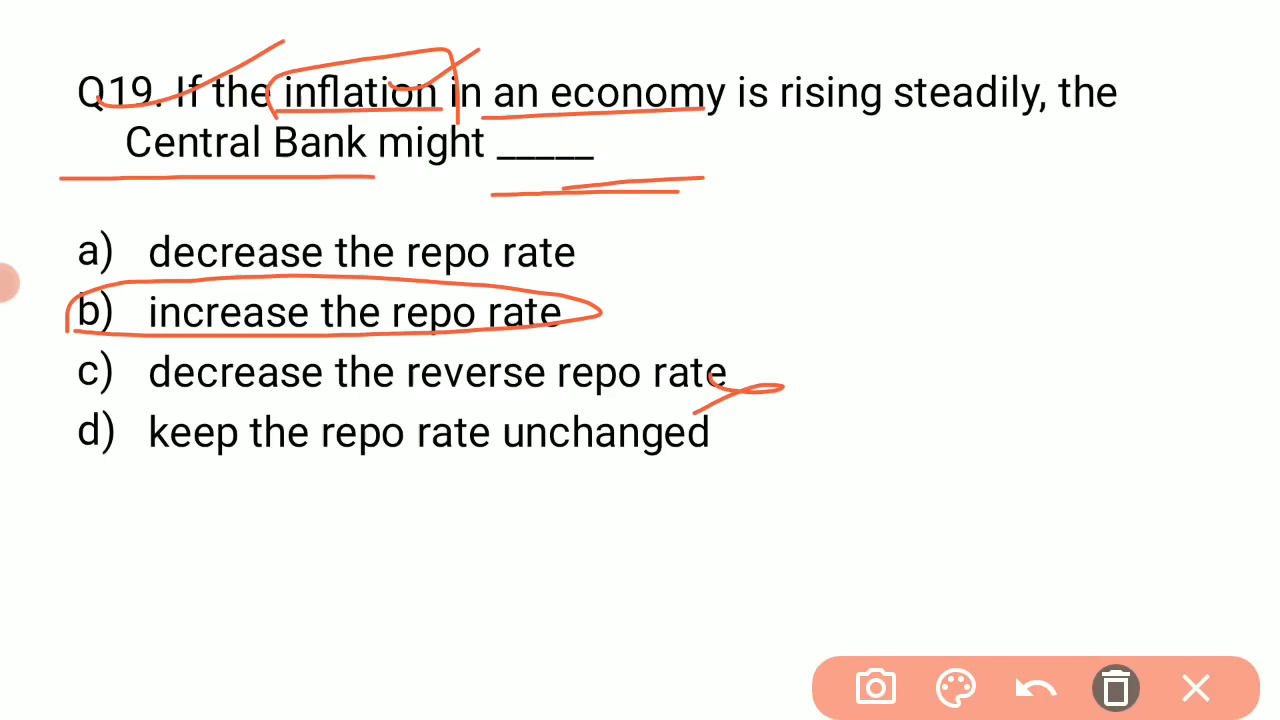 Q19. If the inflation in an economy is rising steadily, the
Central Bank might _____
a) decrease the repo rate
b) increase the repo rate
c) decrease the reverse repo rate
d) keep the repo rate unchanged